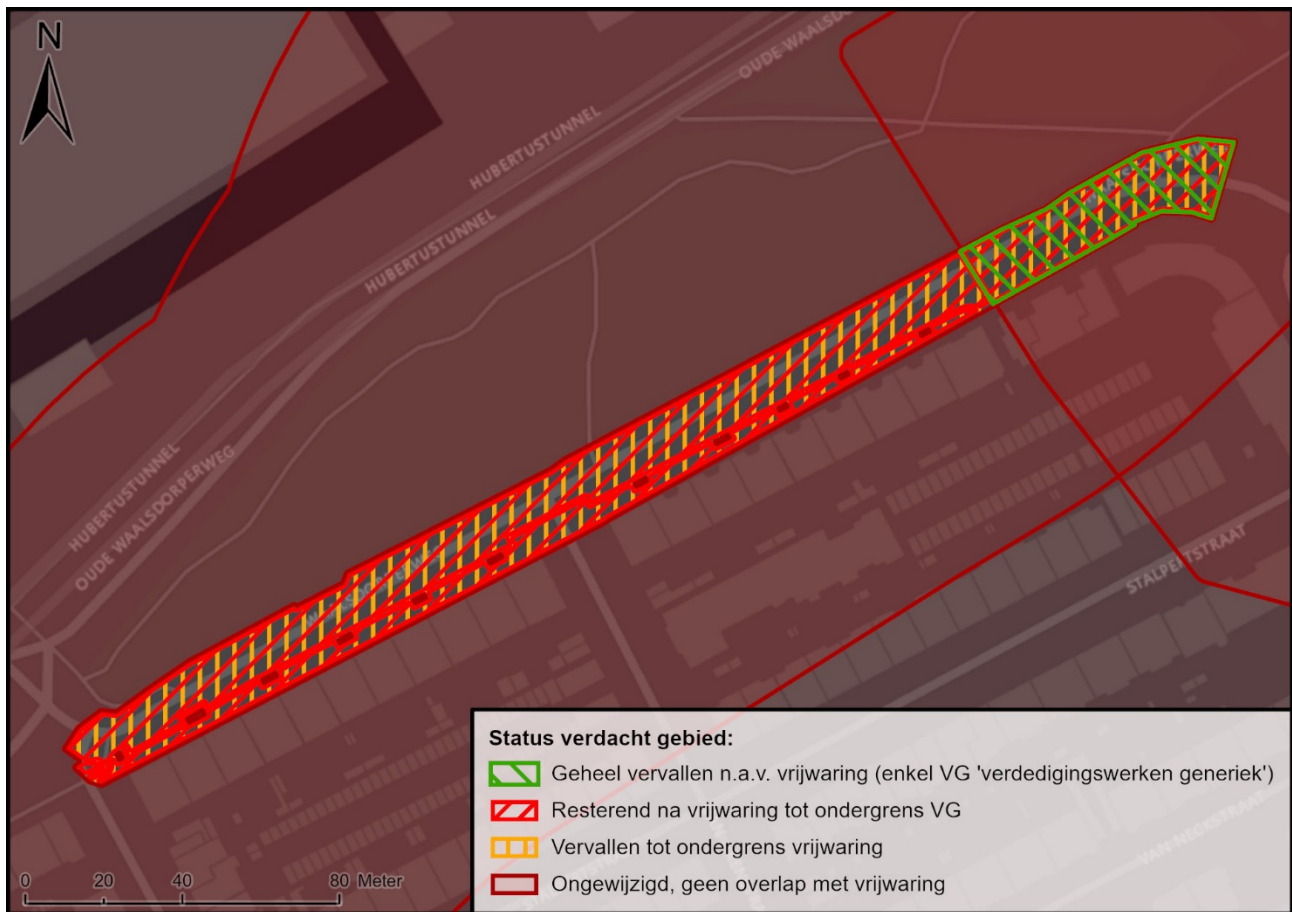 N
OUDE WAALSD
HUBERTUSTUNNEL
HUBERTUSTUNNEL
HUBERTUSTUNNEL
OUDE WAALSDORPERWEG
STALPERTSTRAAT
Status verdacht gebied:
Geheel vervallen n.a.v. vrijwaring (enkel VG 'verdedigingswerken generiek')
Resterend na vrijwaring tot ondergrens VG
Vervallen tot ondergrens vrijwaring
Ongewijzigd, geen overlap met vrijwaring
VAN NECKSTRAAT
0 20 40 80 Meter